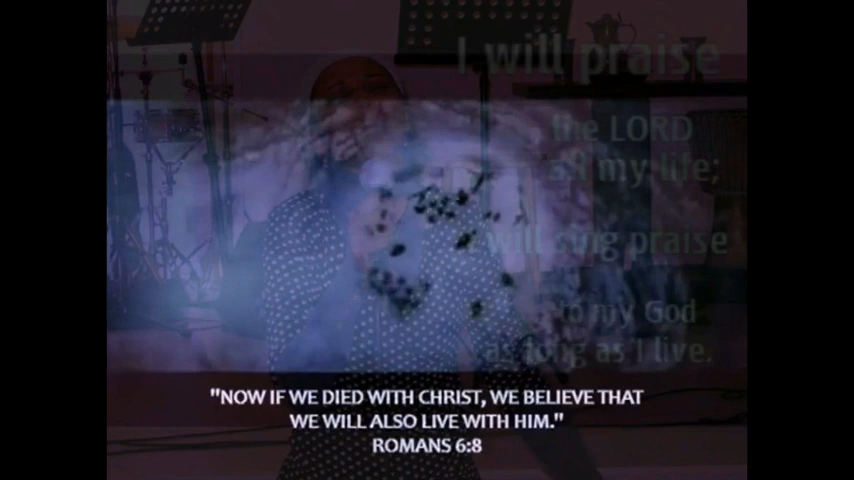 I will praise
the LORD
all my life;
I will sing praise
to my God
as long as I live.
"NOW IF WE DIED WITH CHRIST, WE BELIEVE THAT
WE WILL ALSO LIVE WITH HIM."
ROMANS 6:8